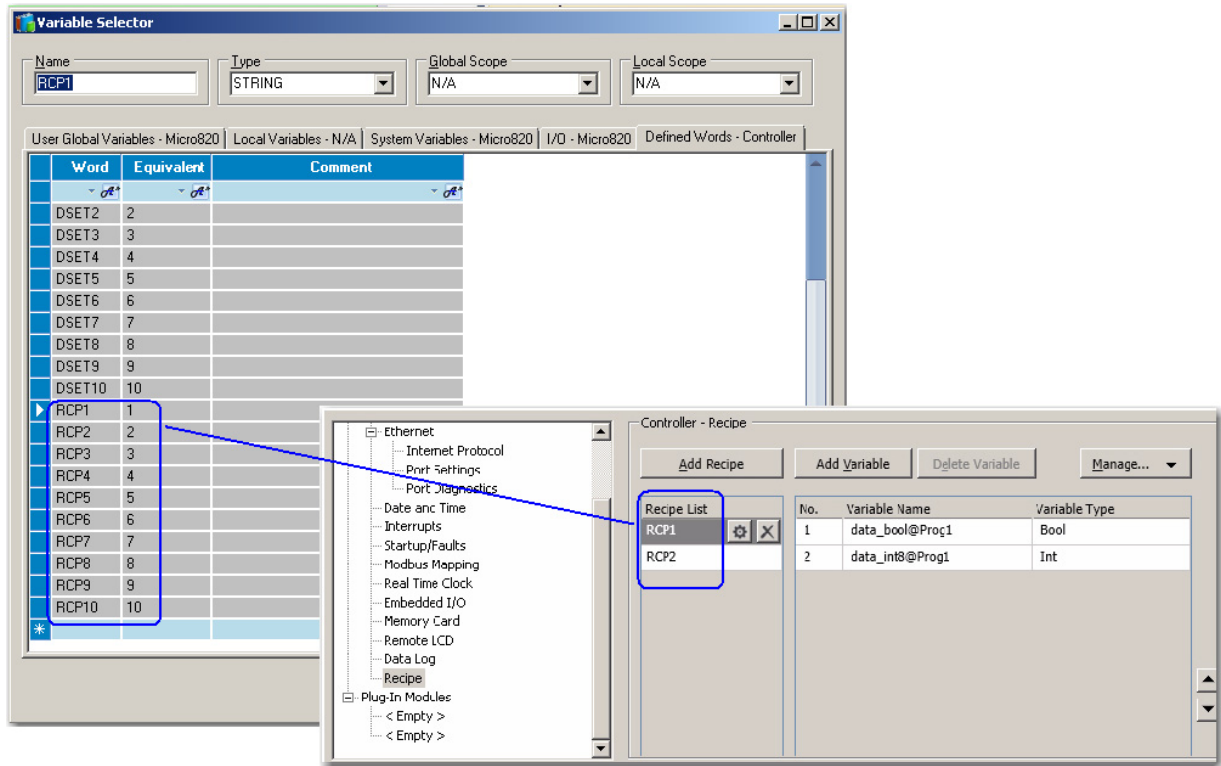 Variable Selector
Name
Type
Global Scope
Local Scope
RCP1
STRING
N/A
N/A
User Global Variables - Micro820
Local Variables - N/A
System Variables - Micro820
I/O - Micro820
Defined Words - Controller
Word Equivalent Comment
DSET2 2
DSET3 3
DSET4 4
DSET5 5
DSET6 6
DSET7 7
DSET8 8
DSET9 9
DSET10 10
RCP1 1
RCP2 2
RCP3 3
RCP4 4
RCP5 5
RCP6 6
RCP7 7
RCP8 8
RCP9 9
RCP10 10
Ethernet
Internet Protocol
Port Settings
Port Diagnostics
Date and Time
Interrupts
Startup/Faults
Modbus Mapping
Real Time Clock
Embedded I/O
Memory Card
Remote LCD
Data Log
Recipe
Plug-In Modules
< Empty >
< Empty >
Controller - Recipe
Add Recipe
Add Variable
Delete Variable
Manage...
Recipe List
RCP1
RCP2
No. Variable Name Variable Type
1 data_bool@Prog1 Bool
2 data_int8@Prog1 Int